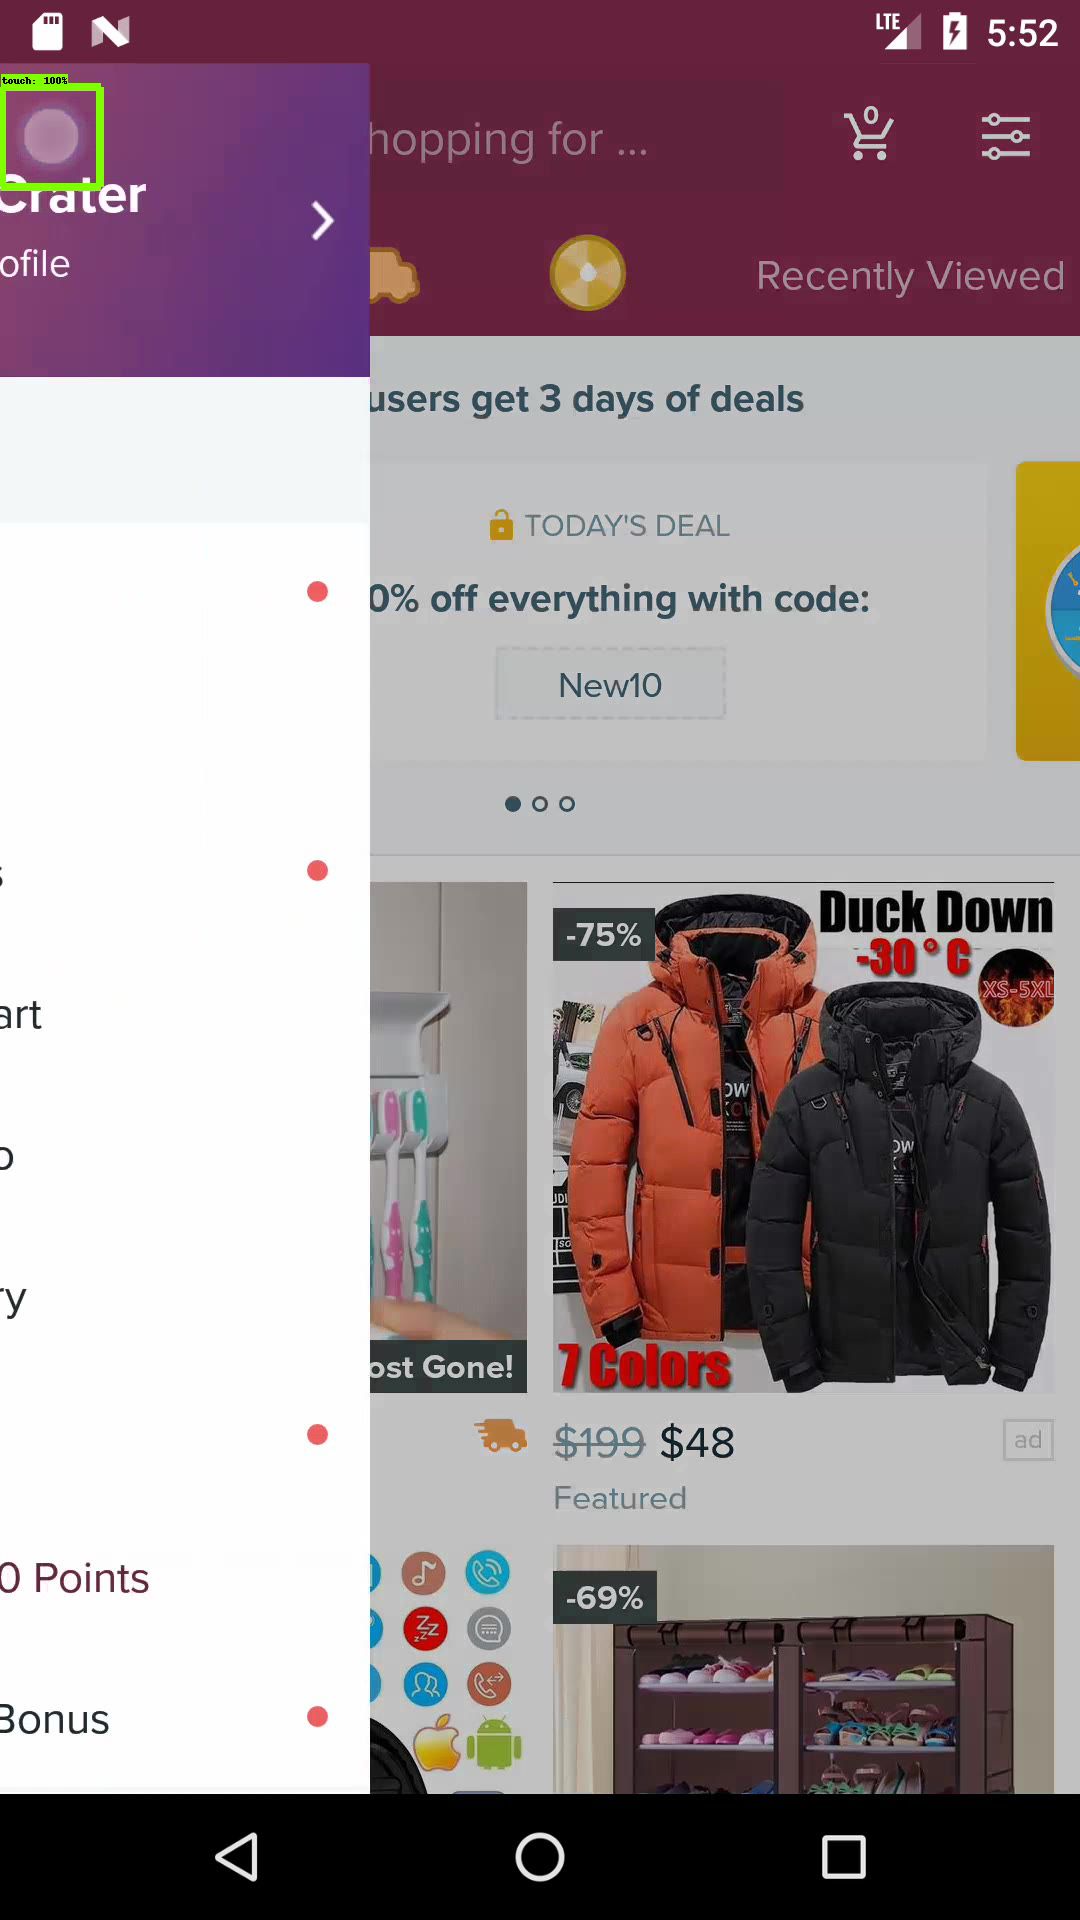 LTE 5:52
touch: 100%
hopping for ...
0
Crater
ofile
Recently Viewed
users get 3 days of deals
TODAY'S DEAL
0% off everything with code:
New10
s
art
o
ry
0 Points
Bonus
-75%
Duck Down
-30°C
XS-5XL
7 Colors
ost Gone!
$199 $48
ad
Featured
-69%